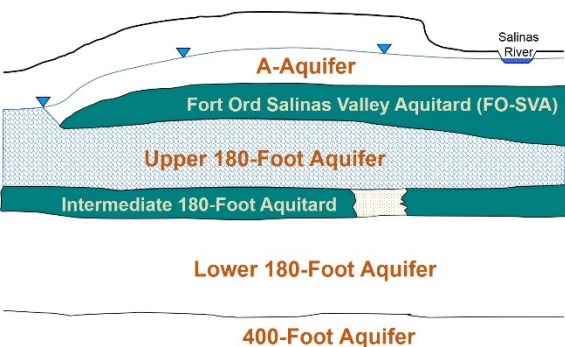 Salinas
River
A-Aquifer
Fort Ord Salinas Valley Aquitard (FO-SVA)
Upper 180-Foot Aquifer
Intermediate 180-Foot Aquitard
Lower 180-Foot Aquifer
400-Foot Aquifer